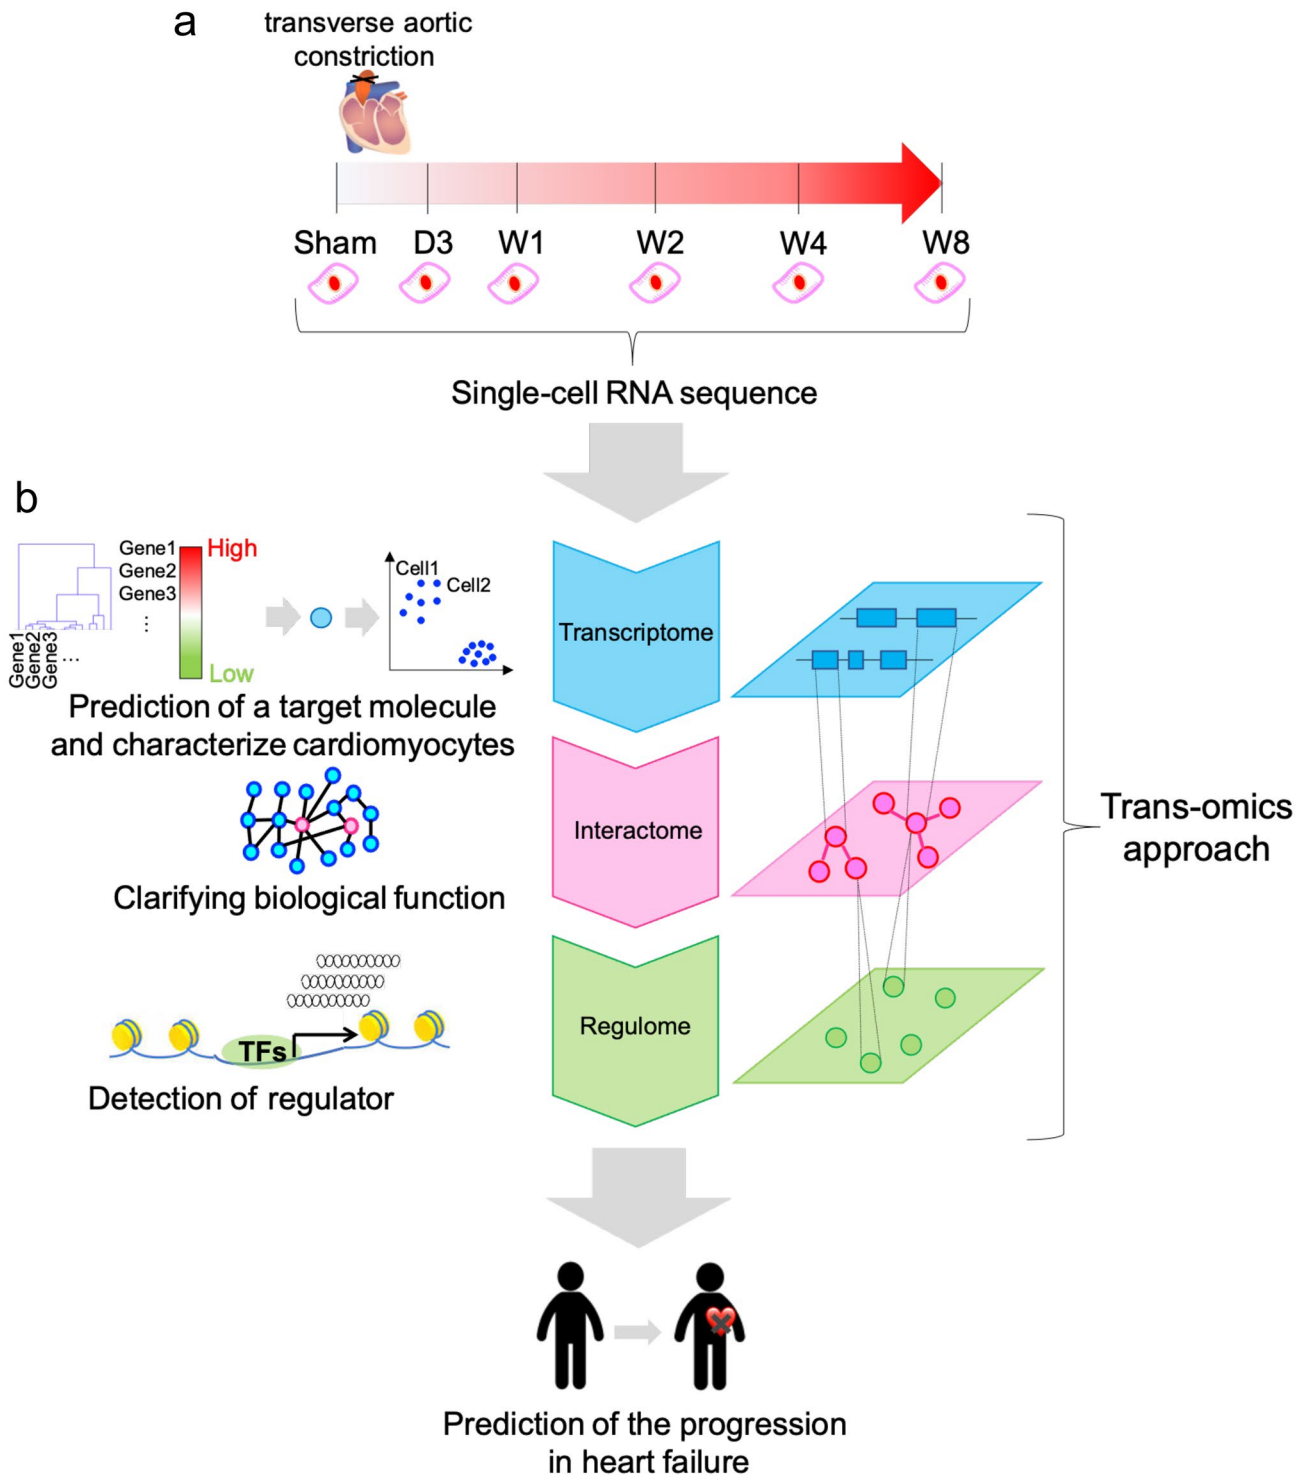 a
transverse aortic
constriction
Sham D3 W1 W2 W4 W8
Single-cell RNA sequence
b
Gene1
Gene2
Gene3
⋮
High
Low
Gene1
Gene2
Gene3
...
Cell1
Cell2
Prediction of a target molecule
and characterize cardiomyocytes
Transcriptome
Clarifying biological function
Interactome
TFs
Detection of regulator
Regulome
Trans-omics
approach
Prediction of the progression
in heart failure